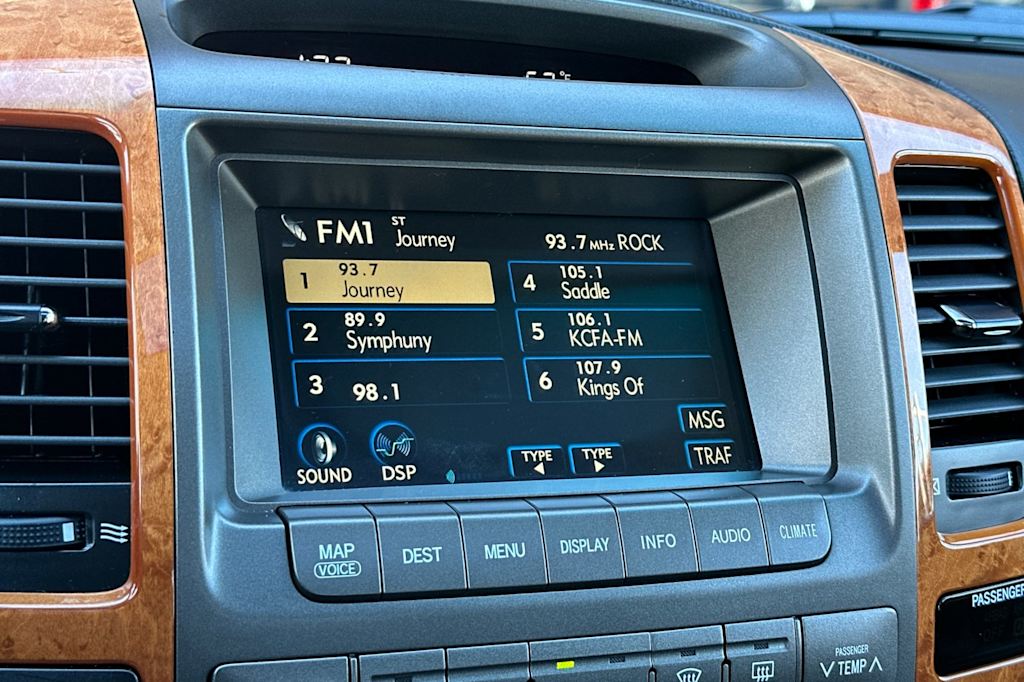 FM1 ST Journey 93.7 MHz ROCK
1 93.7 Journey
2 89.9 Symphuny
3 98.1
4 105.1 Saddle
5 106.1 KCFA-FM
6 107.9 Kings Of
MSG
TRAF
SOUND
DSP
TYPE
TYPE
MAP
VOICE
DEST
MENU
DISPLAY
INFO
AUDIO
CLIMATE
PASSENGER
PASSENGER
TEMP